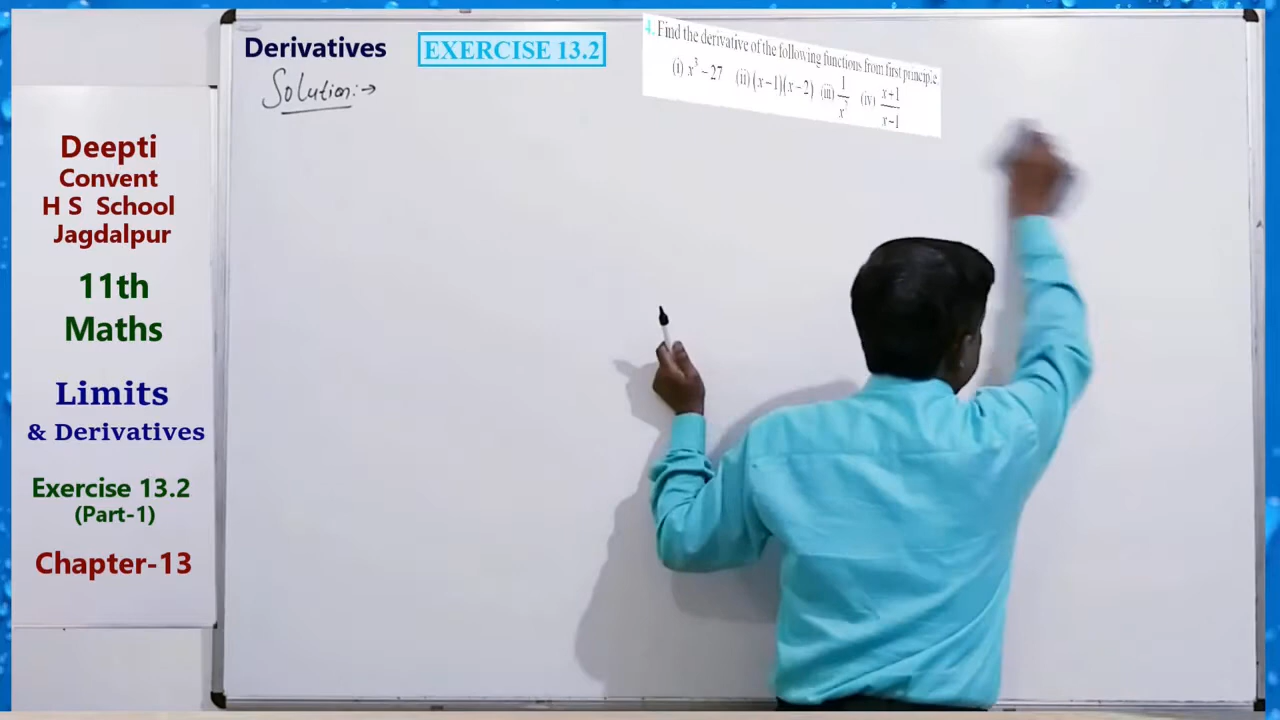 Derivatives
EXERCISE 13.2
Solution:→
4. Find the derivative of the following functions from first principle.
(i) x³ − 27 (ii) (x−1)(x−2) (iii) 1/x² (iv) x+1/x−1
Deepti
Convent
H S School
Jagdalpur
11th
Maths
Limits
& Derivatives
Exercise 13.2
(Part-1)
Chapter-13